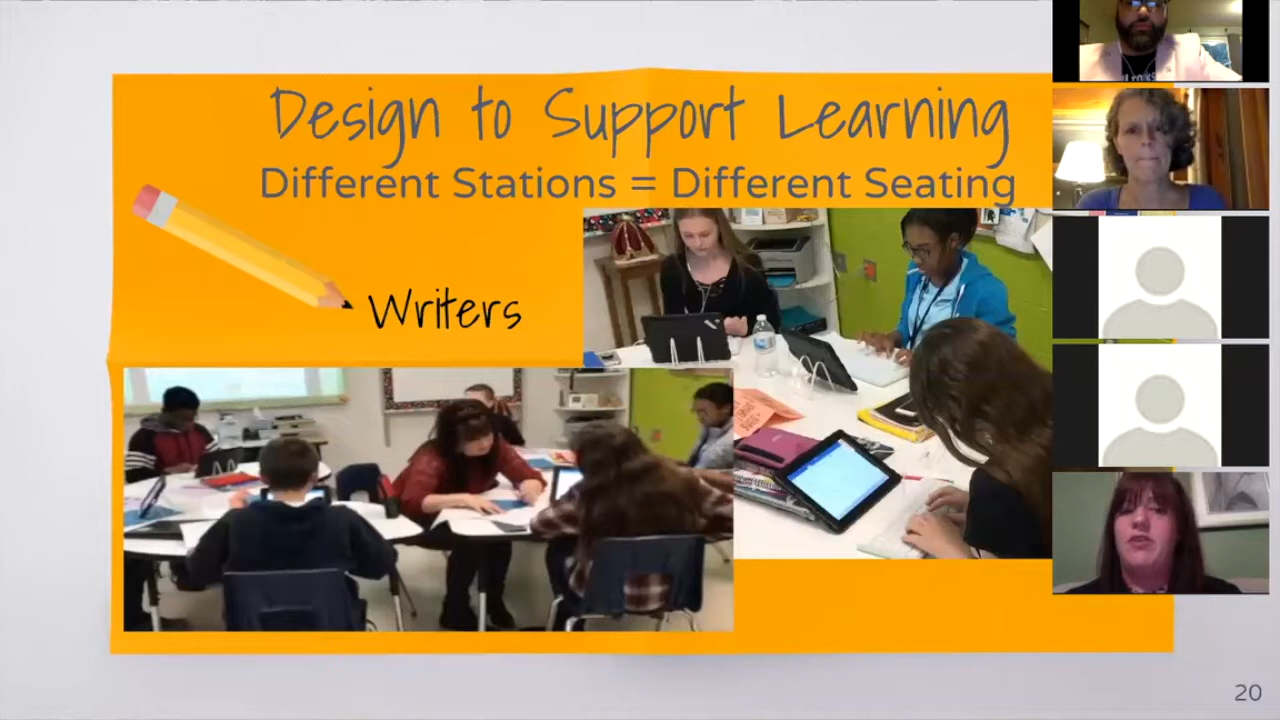 Design to Support Learning
Different Stations = Different Seating
Writers
20